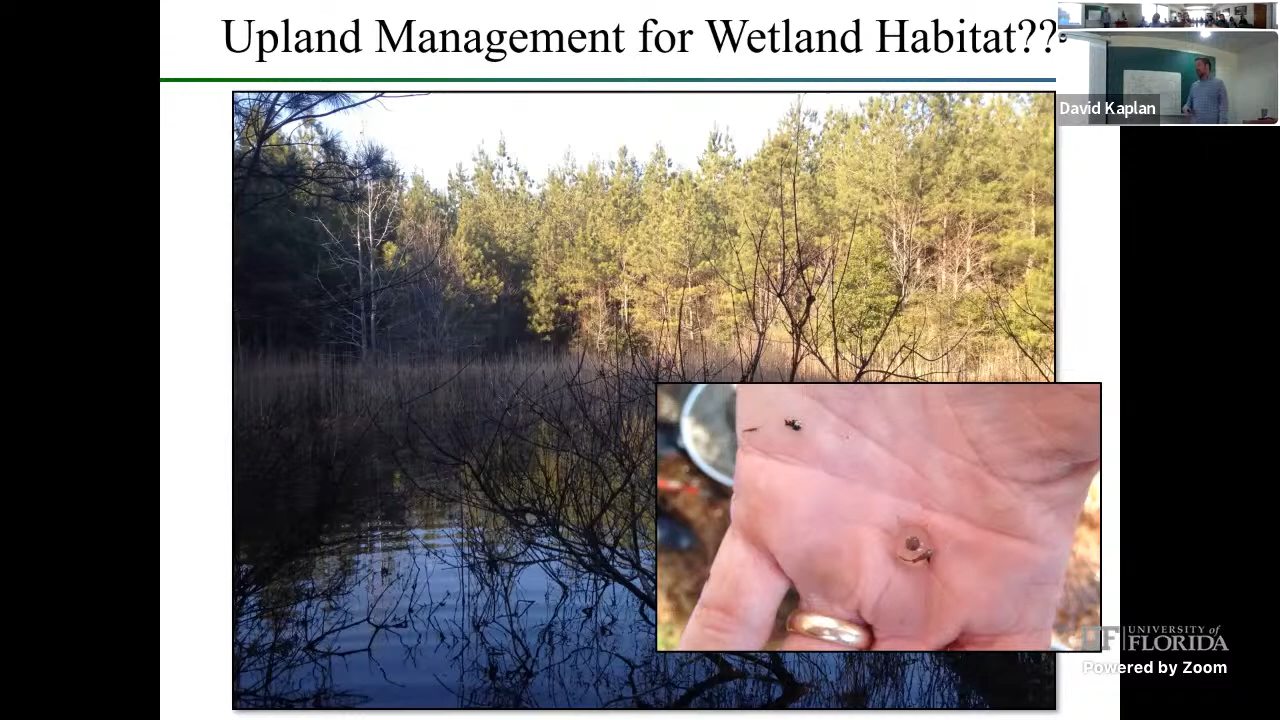 Upland Management for Wetland Habitat??
David Kaplan
UF UNIVERSITY of
FLORIDA
Powered by Zoom